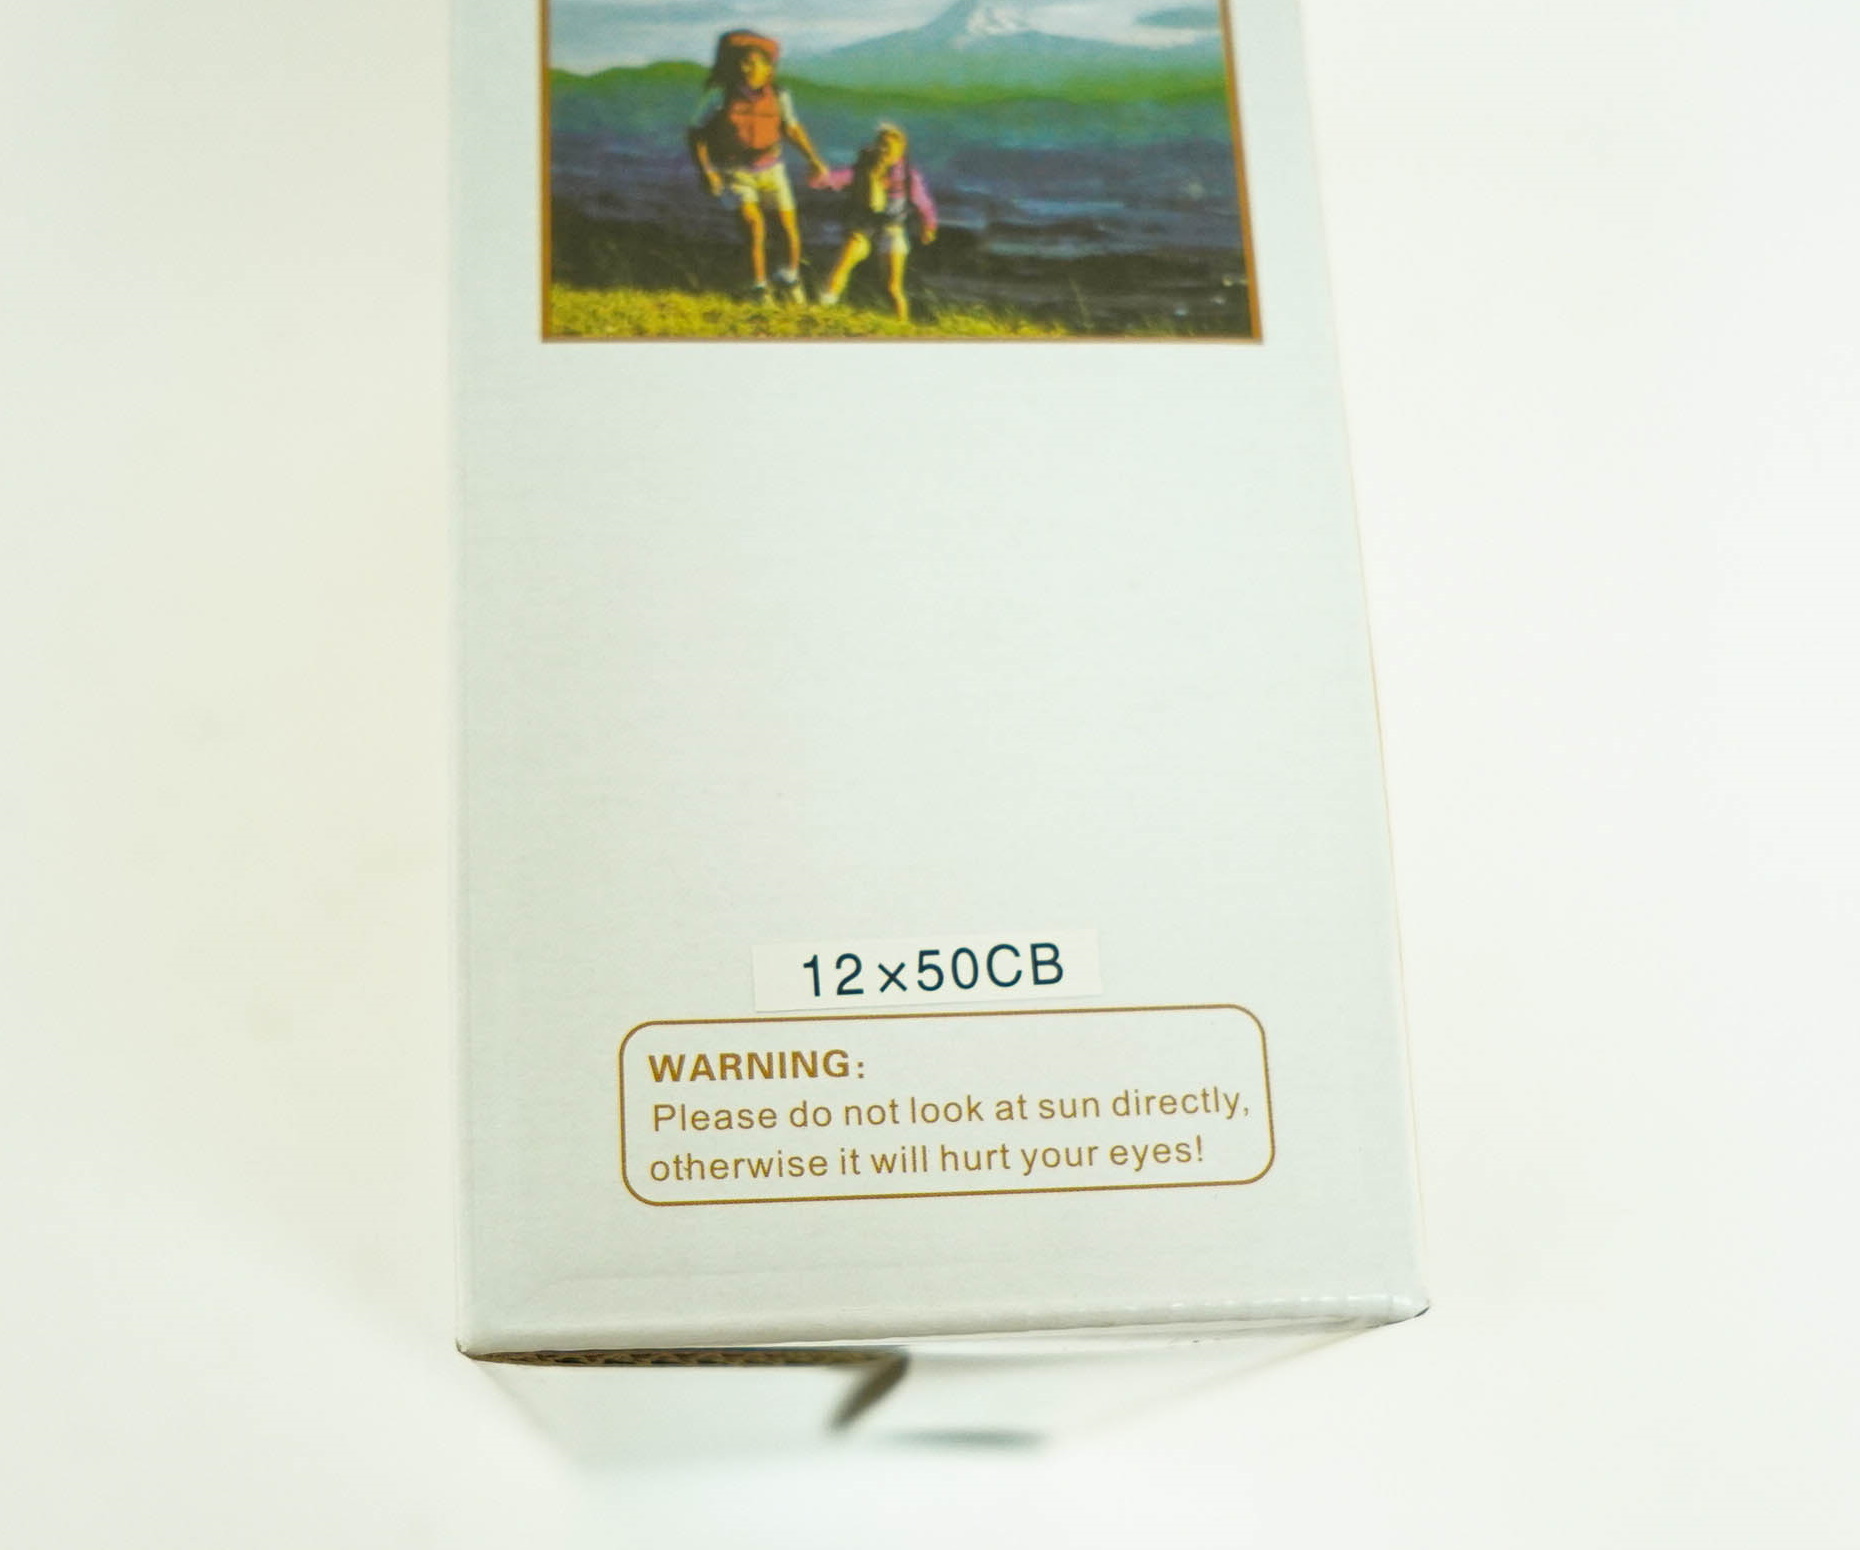 12×50CB
WARNING:
Please do not look at sun directly,
otherwise it will hurt your eyes!